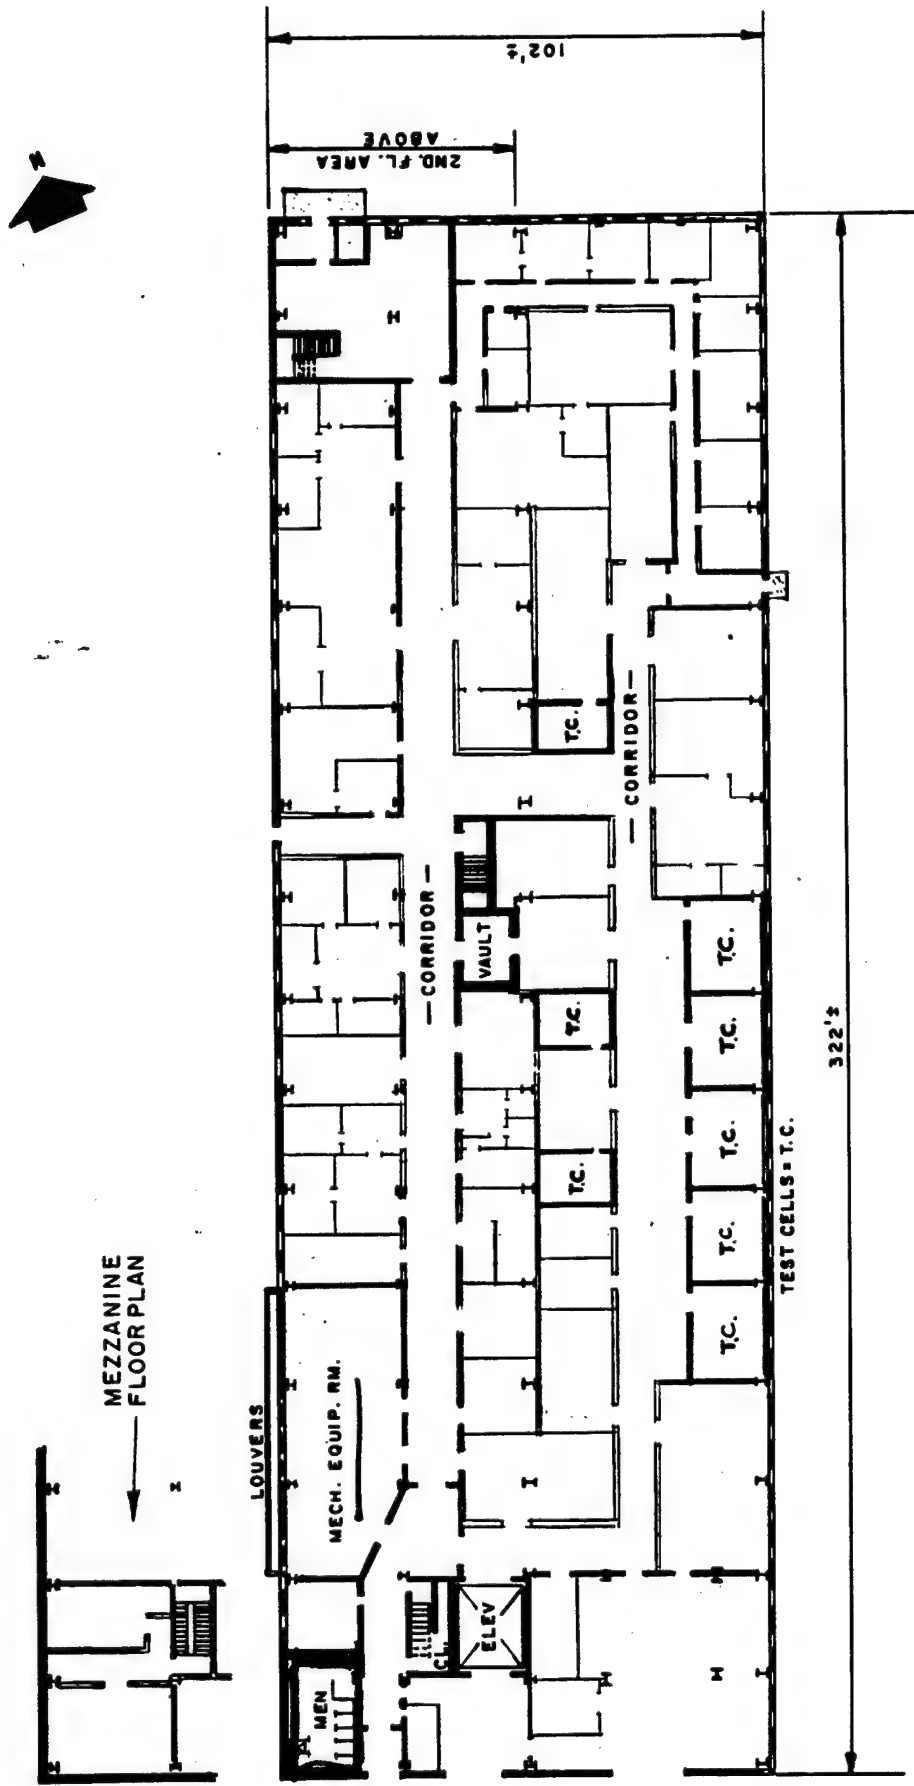 N
102'±
2ND. FL. AREA
ABOVE
T.C.
— CORRIDOR —
— CORRIDOR —
VAULT
T.C.
T.C.
T.C.
T.C.
T.C.
T.C.
T.C.
322'±
TEST CELLS = T.C.
MEZZANINE
FLOOR PLAN
LOUVERS
MECH. EQUIP. RM.
MEN
CL.
ELEV